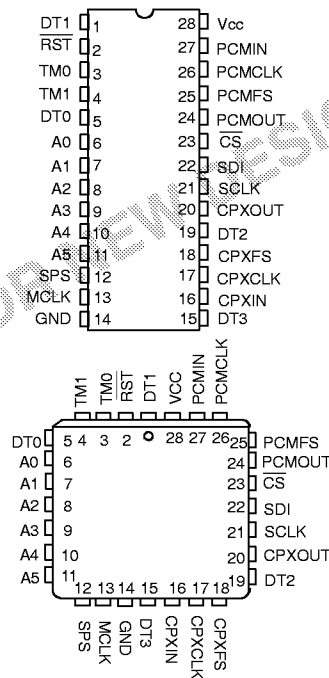 DT1 1 28 Vcc
RST 2 27 PCMIN
TM0 3 26 PCMCLK
TM1 4 25 PCMFS
DT0 5 24 PCMOUT
A0 6 23 CS
A1 7 22 SDI
A2 8 21 SCLK
A3 9 20 CPXOUT
A4 10 19 DT2
A5 11 18 CPXFS
SPS 12 17 CPXCLK
MCLK 13 16 CPXIN
GND 14 15 DT3
TM1 TM0 RST DT1 VCC PCMIN PCMCLK
DT0 5 4 3 2 28 27 26 25 PCMFS
A0 6 24 PCMOUT
A1 7 23 CS
A2 8 22 SDI
A3 9 21 SCLK
A4 10 20 CPXOUT
A5 11 19 DT2
12 13 14 15 16 17 18
SPS MCLK GND DT3 CPXIN CPXCLK CPXFS